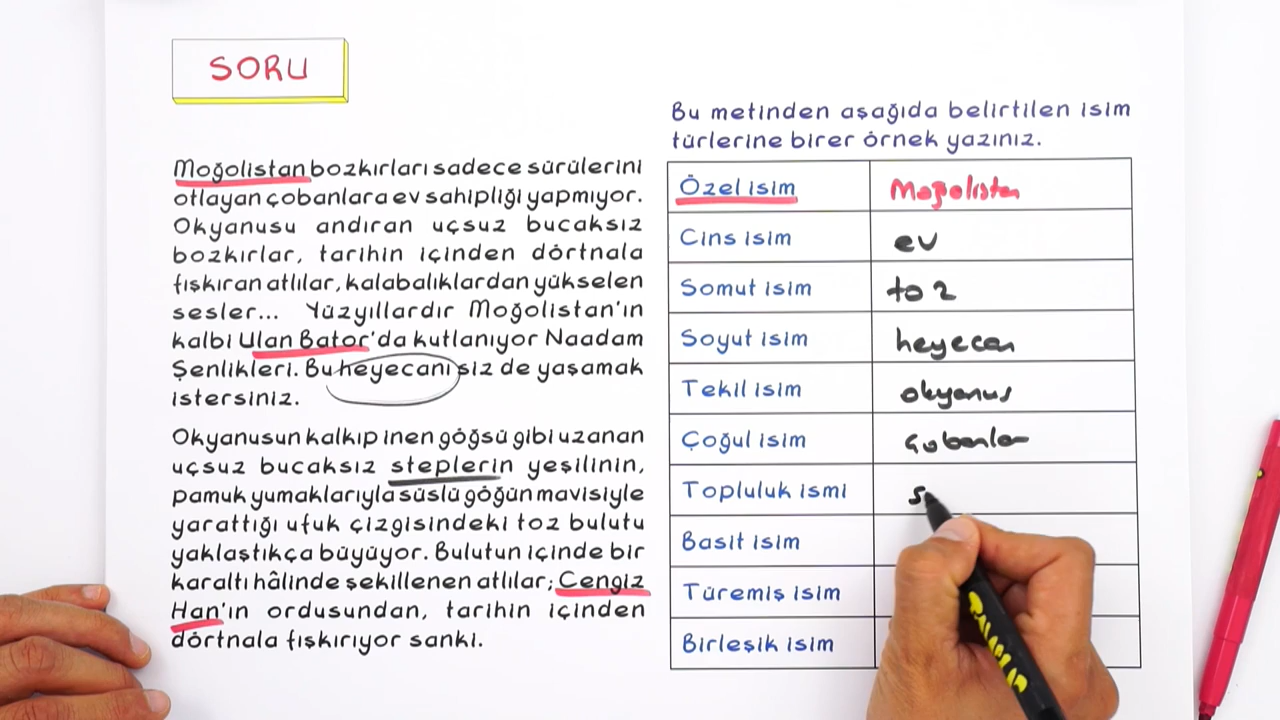 SORU
Moğolistan bozkırları sadece sürülerini
otlayan çobanlara ev sahipliği yapmıyor.
Okyanusu andıran uçsuz bucaksız
bozkırlar, tarihin içinden dörtnala
fışkıran atlılar, kalabalıklardan yükselen
sesler... Yüzyıllardır Moğolistan'ın
kalbi Ulan Bator'da kutlanıyor Naadam
Şenlikleri. Bu heyecanı siz de yaşamak
istersiniz.
Okyanusun kalkıp inen göğsü gibi uzanan
uçsuz bucaksız steplerin yeşilinin,
pamuk yumaklarıyla süslü göğün mavisiyle
yarattığı ufuk çizgisindeki toz bulutu
yaklaştıkça büyüyor. Bulutun içinde bir
karaltı hâlinde şekillenen atlılar; Cengiz
Han'ın ordusundan, tarihin içinden
dörtnala fışkırıyor sanki.
Bu metinden aşağıda belirtilen isim
türlerine birer örnek yazınız.
Özel isim Moğolistan
Cins isim ev
Somut isim toz
Soyut isim heyecan
Tekil isim okyanus
Çoğul isim çobanlar
Topluluk ismi s
Basit isim
Türemiş isim
Birleşik isim